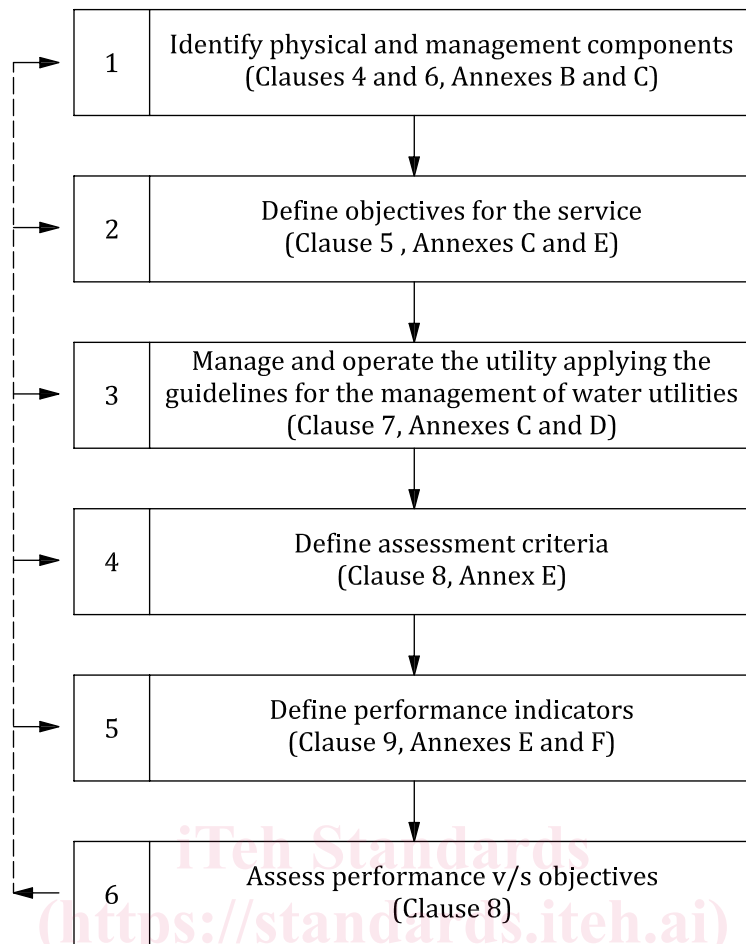 1
Identify physical and management components
(Clauses 4 and 6, Annexes B and C)
2
Define objectives for the service
(Clause 5 , Annexes C and E)
3
Manage and operate the utility applying the
guidelines for the management of water utilities
(Clause 7, Annexes C and D)
4
Define assessment criteria
(Clause 8, Annex E)
5
Define performance indicators
(Clause 9, Annexes E and F)
iTeh Standards
6
Assess performance v/s objectives
(Clause 8)
(https://standards.iteh.ai)